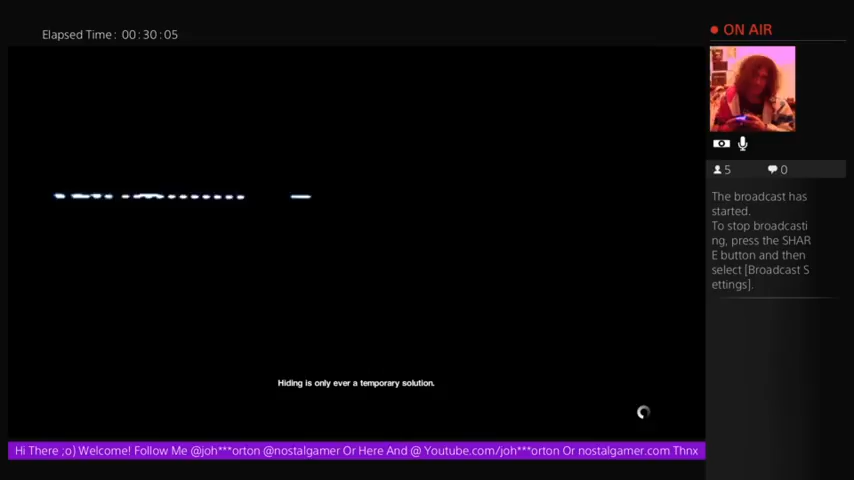 Elapsed Time: 00:30:05
ON AIR
5
0
The broadcast has
started.
To stop broadcasti
ng, press the SHAR
E button and then
select [Broadcast S
ettings].
Hiding is only ever a temporary solution.
Hi There ;o) Welcome! Follow Me @joh***orton @nostalgamer Or Here And @ Youtube.com/joh***orton Or nostalgamer.com Thnx